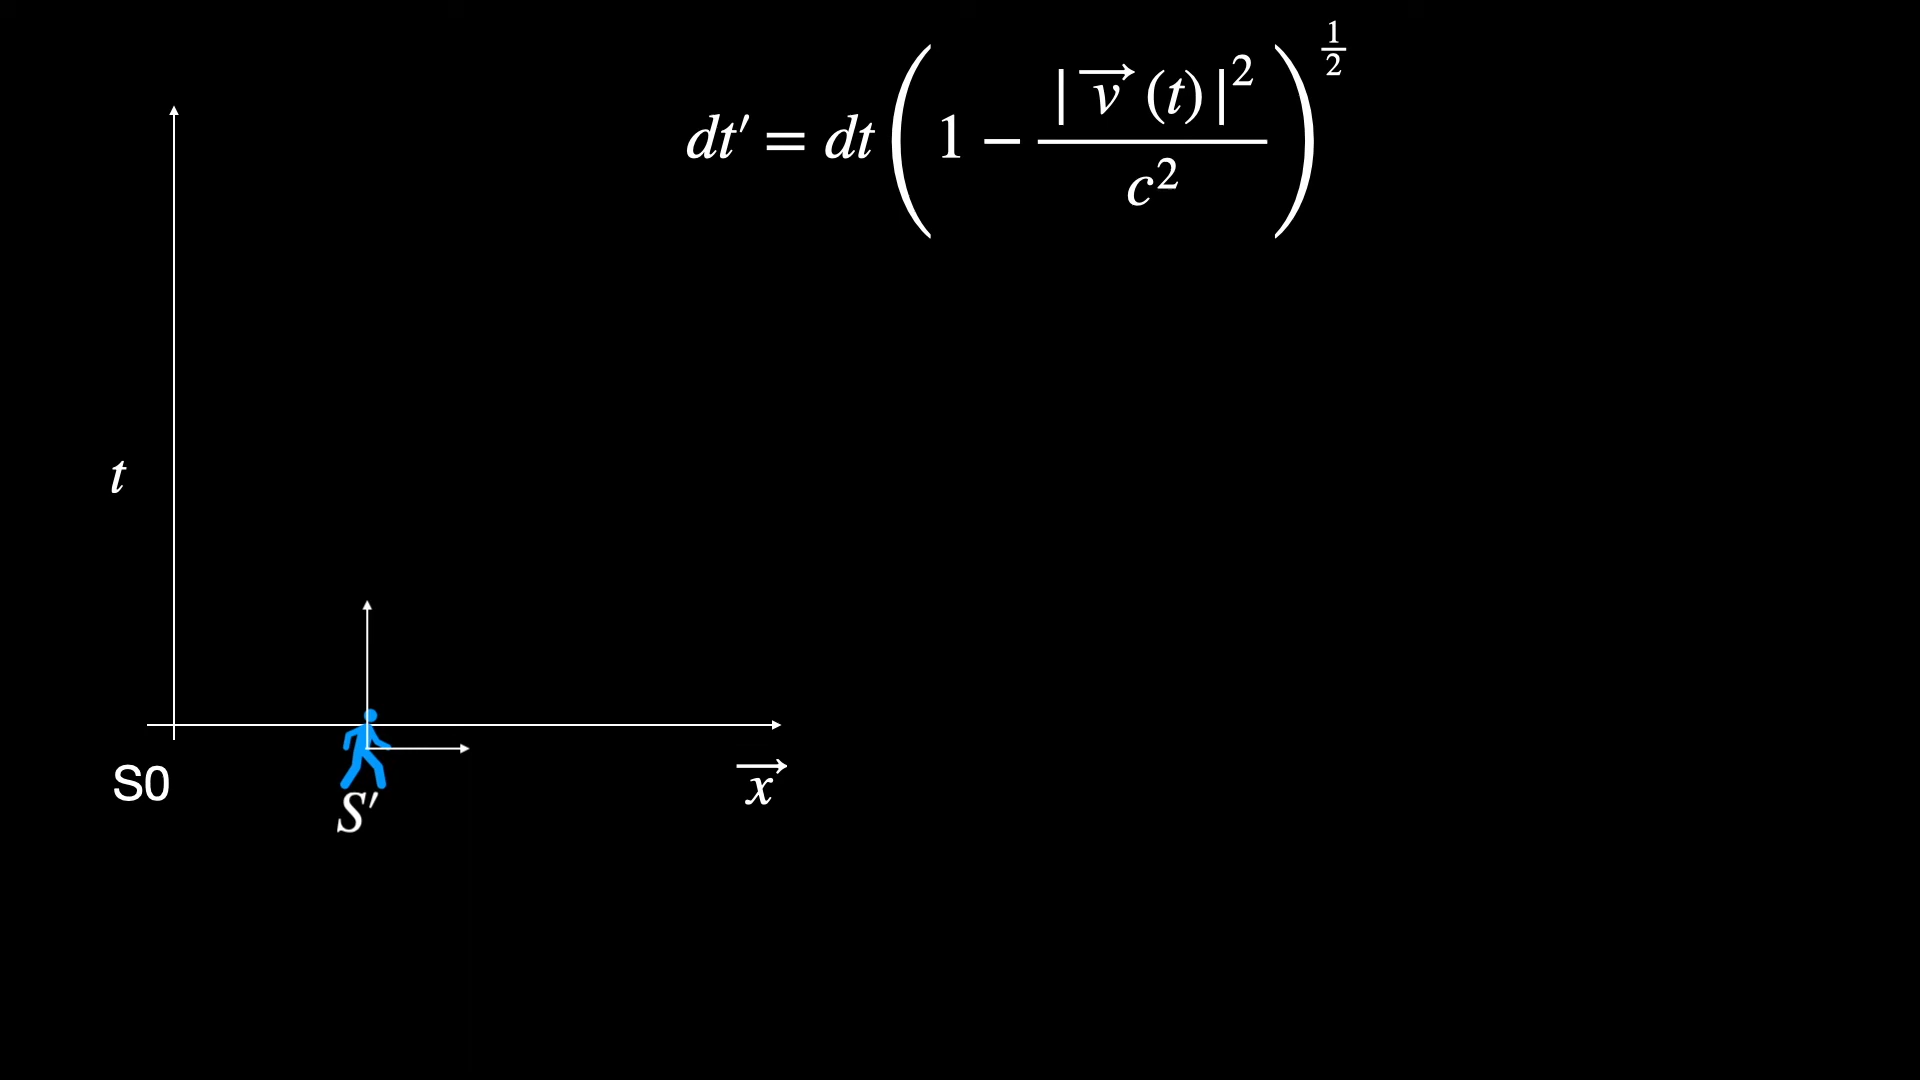 dt′ = dt (1 − |v⃗ (t)|² / c²)^½
t
S0
x⃗
S′